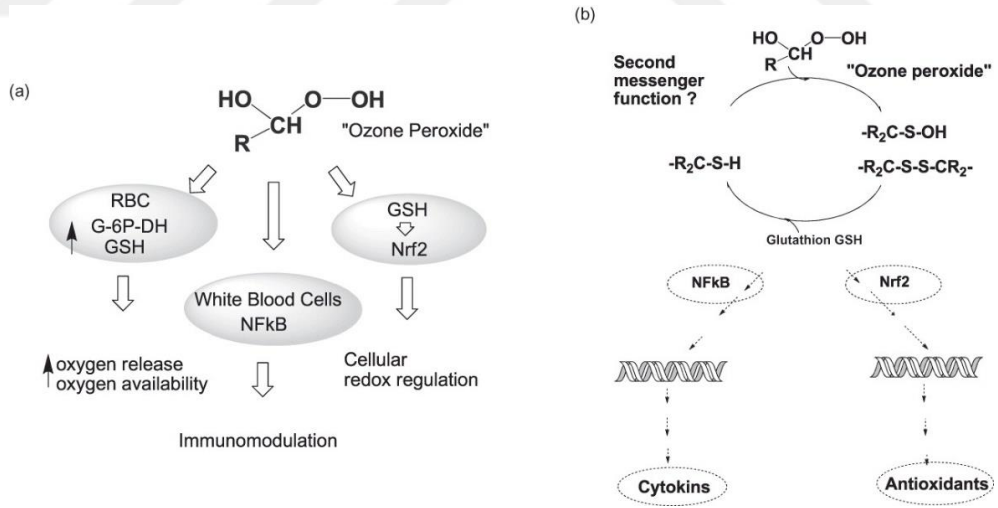 (a)
HO
O—OH
CH
R
"Ozone Peroxide"
RBC
G-6P-DH
GSH
GSH
Nrf2
White Blood Cells
NFkB
oxygen release
oxygen availability
Cellular
redox regulation
Immunomodulation
(b)
HO
O—OH
CH
R
Second
messenger
function ?
"Ozone peroxide"
-R₂C-S-OH
-R₂C-S-H
-R₂C-S-S-CR₂-
Glutathion GSH
NFkB
Nrf2
Cytokins
Antioxidants